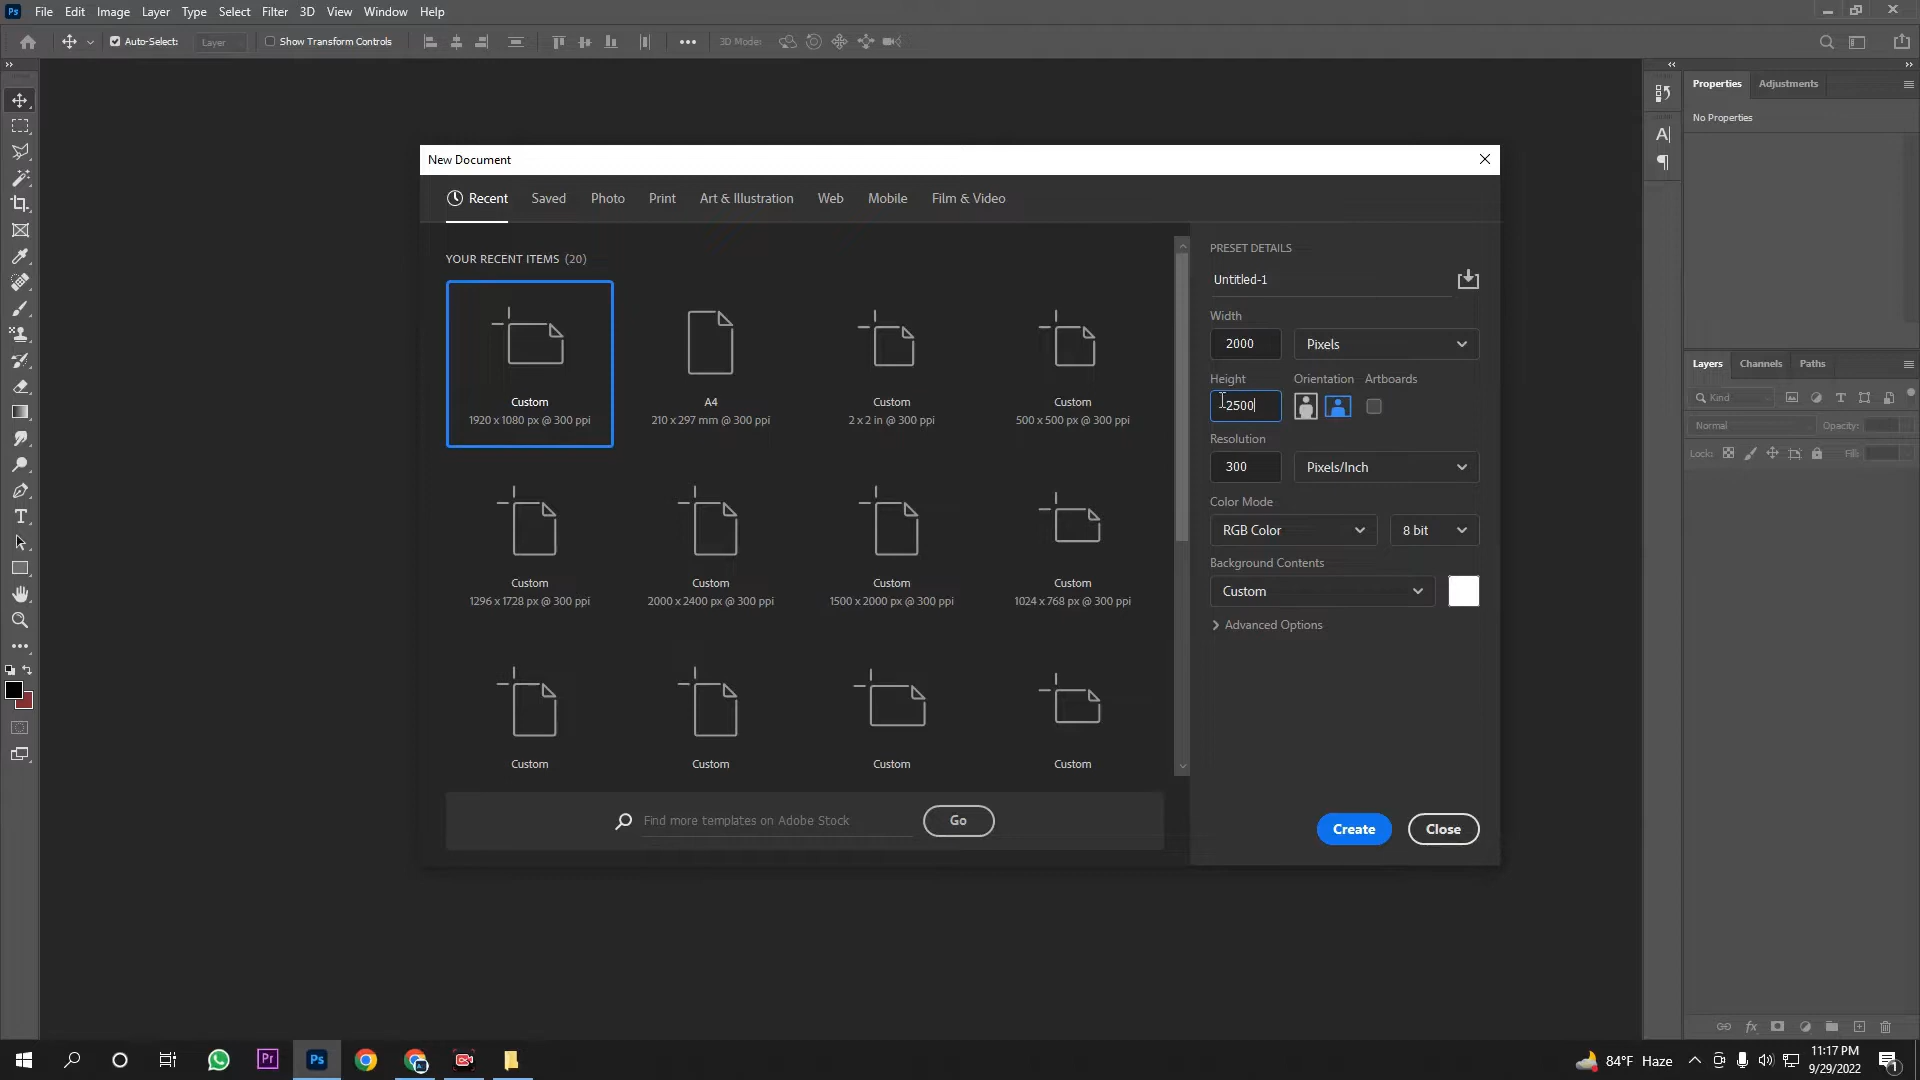 Ps File Edit Image Layer Type Select Filter 3D View Window Help
Auto-Select: Layer Show Transform Controls 3D Mode:
Properties Adjustments
No Properties
New Document
Recent Saved Photo Print Art & Illustration Web Mobile Film & Video
YOUR RECENT ITEMS (20)
Custom
1920 x 1080 px @ 300 ppi
A4
210 x 297 mm @ 300 ppi
Custom
2 x 2 in @ 300 ppi
Custom
500 x 500 px @ 300 ppi
Custom
1296 x 1728 px @ 300 ppi
Custom
2000 x 2400 px @ 300 ppi
Custom
1500 x 2000 px @ 300 ppi
Custom
1024 x 768 px @ 300 ppi
Custom
Custom
Custom
Custom
Find more templates on Adobe Stock Go
PRESET DETAILS
Untitled-1
Width
2000 Pixels
Height Orientation Artboards
2500
Resolution
300 Pixels/Inch
Color Mode
RGB Color 8 bit
Background Contents
Custom
Advanced Options
Create Close
Layers Channels Paths
Kind
Normal Opacity:
Lock: Fill:
Pr Ps
84°F Haze
11:17 PM
9/29/2022
1